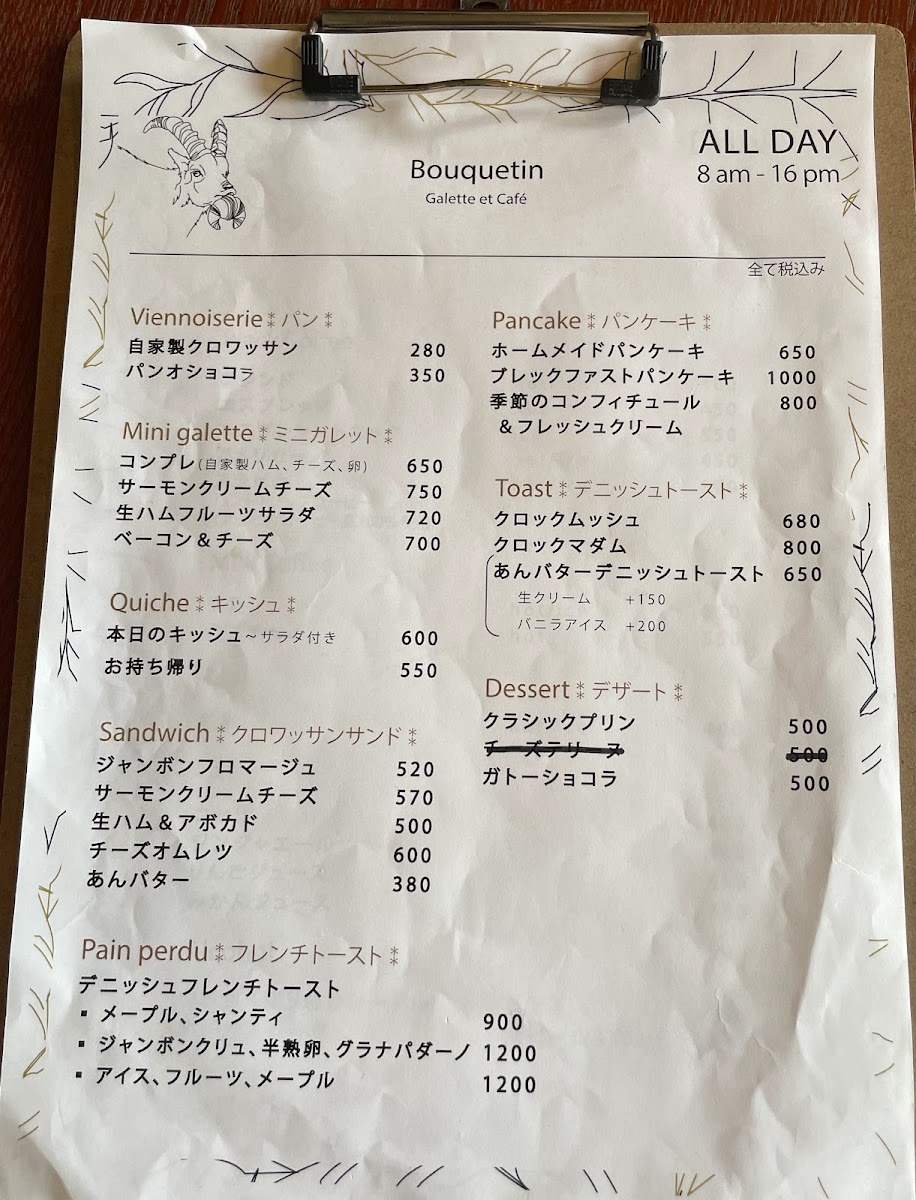 Bouquetin
Galette et Café
ALL DAY
8 am - 16 pm
全て税込み
Viennoiserie ⁑ パン ⁑
自家製クロワッサン 280
パンオショコラ 350
Mini galette ⁑ ミニガレット ⁑
コンプレ(自家製ハム、チーズ、卵) 650
サーモンクリームチーズ 750
生ハムフルーツサラダ 720
ベーコン&チーズ 700
Quiche ⁑ キッシュ ⁑
本日のキッシュ~サラダ付き 600
お持ち帰り 550
Sandwich ⁑ クロワッサンサンド ⁑
ジャンボンフロマージュ 520
サーモンクリームチーズ 570
生ハム&アボカド 500
チーズオムレツ 600
あんバター 380
Pain perdu ⁑ フレンチトースト ⁑
デニッシュフレンチトースト
▪ メープル、シャンティ 900
▪ ジャンボンクリュ、半熟卵、グラナパダーノ 1200
▪ アイス、フルーツ、メープル 1200
Pancake ⁑ パンケーキ ⁑
ホームメイドパンケーキ 650
ブレックファストパンケーキ 1000
季節のコンフィチュール 800
&フレッシュクリーム
Toast ⁑ デニッシュトースト ⁑
クロックムッシュ 680
クロックマダム 800
あんバターデニッシュトースト 650
生クリーム +150
バニラアイス +200
Dessert ⁑ デザート ⁑
クラシックプリン 500
チーズテリーヌ 500
ガトーショコラ 500